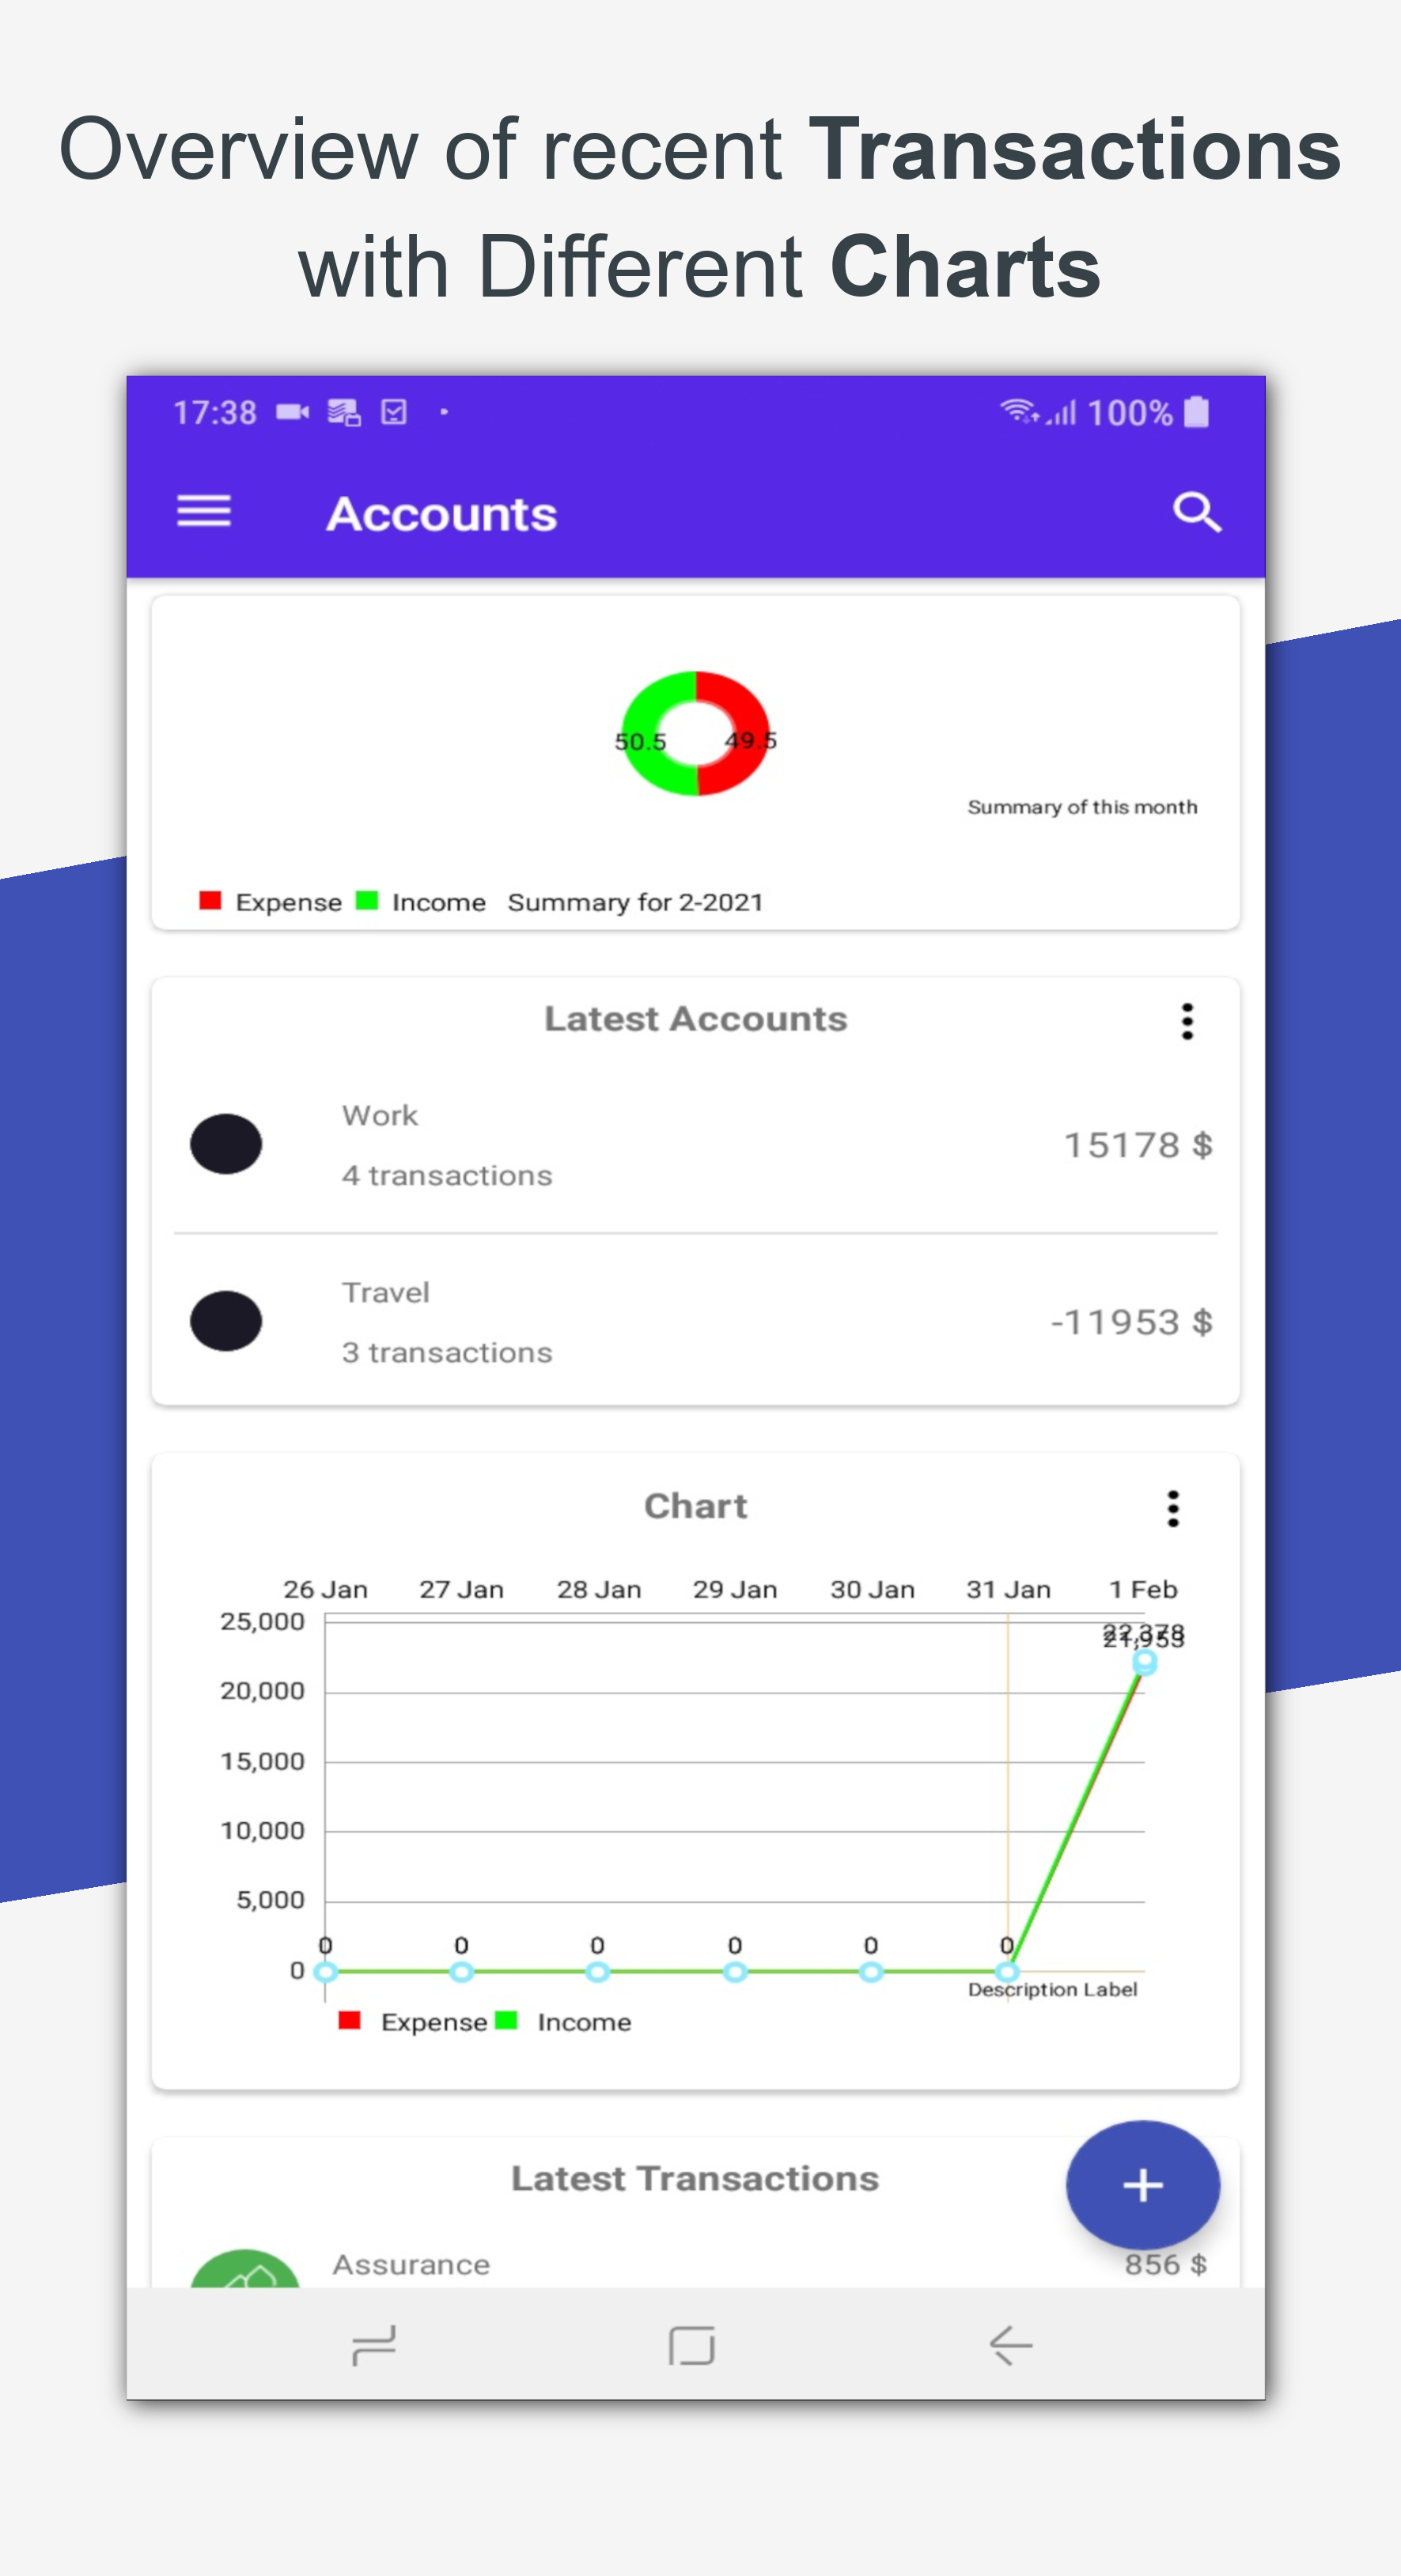 Overview of recent Transactions
with Different Charts
17:38
100%
Accounts
50.5
49.5
Summary of this month
Expense
Income
Summary for 2-2021
Latest Accounts
Work
15178 $
4 transactions
Travel
-11953 $
3 transactions
Chart
26 Jan
27 Jan
28 Jan
29 Jan
30 Jan
31 Jan
1 Feb
25,000
22,378
21,953
20,000
15,000
10,000
5,000
0
0
0
0
0
0
0
Description Label
Expense
Income
Latest Transactions
+
Assurance
856 $